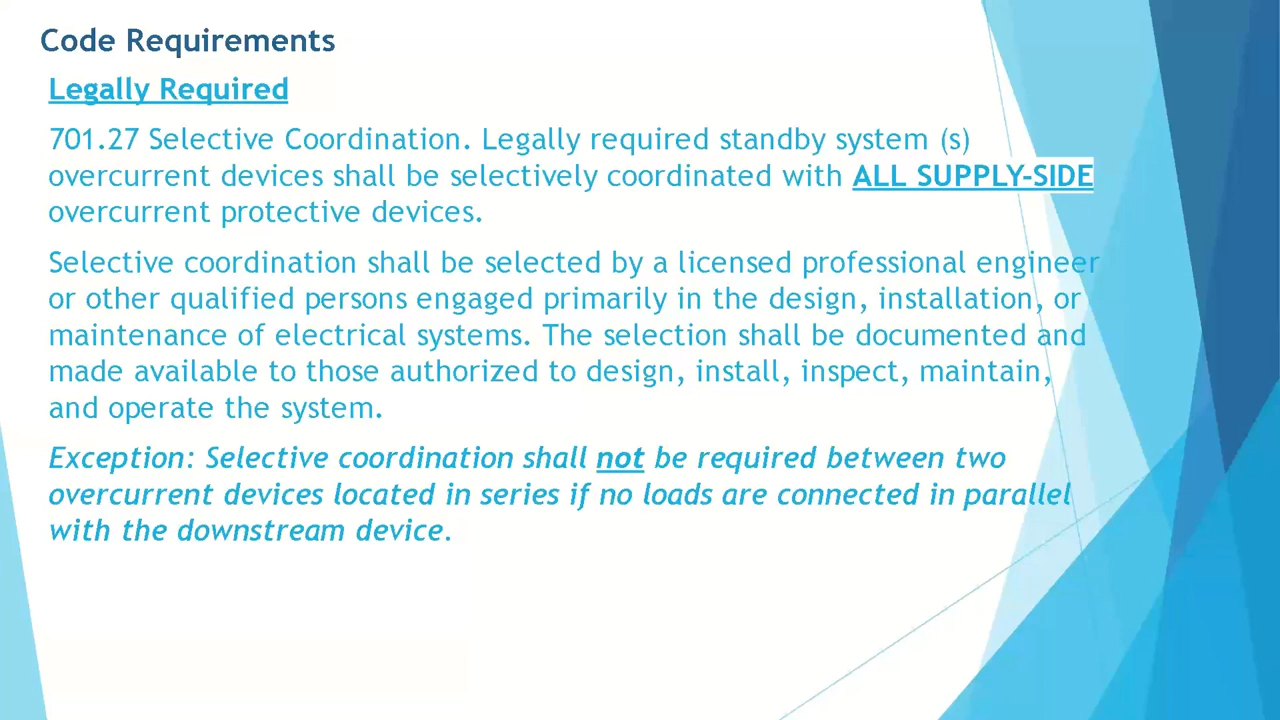 Code Requirements
Legally Required
701.27 Selective Coordination. Legally required standby system (s)
overcurrent devices shall be selectively coordinated with ALL SUPPLY-SIDE
overcurrent protective devices.
Selective coordination shall be selected by a licensed professional engineer
or other qualified persons engaged primarily in the design, installation, or
maintenance of electrical systems. The selection shall be documented and
made available to those authorized to design, install, inspect, maintain,
and operate the system.
Exception: Selective coordination shall not be required between two
overcurrent devices located in series if no loads are connected in parallel
with the downstream device.